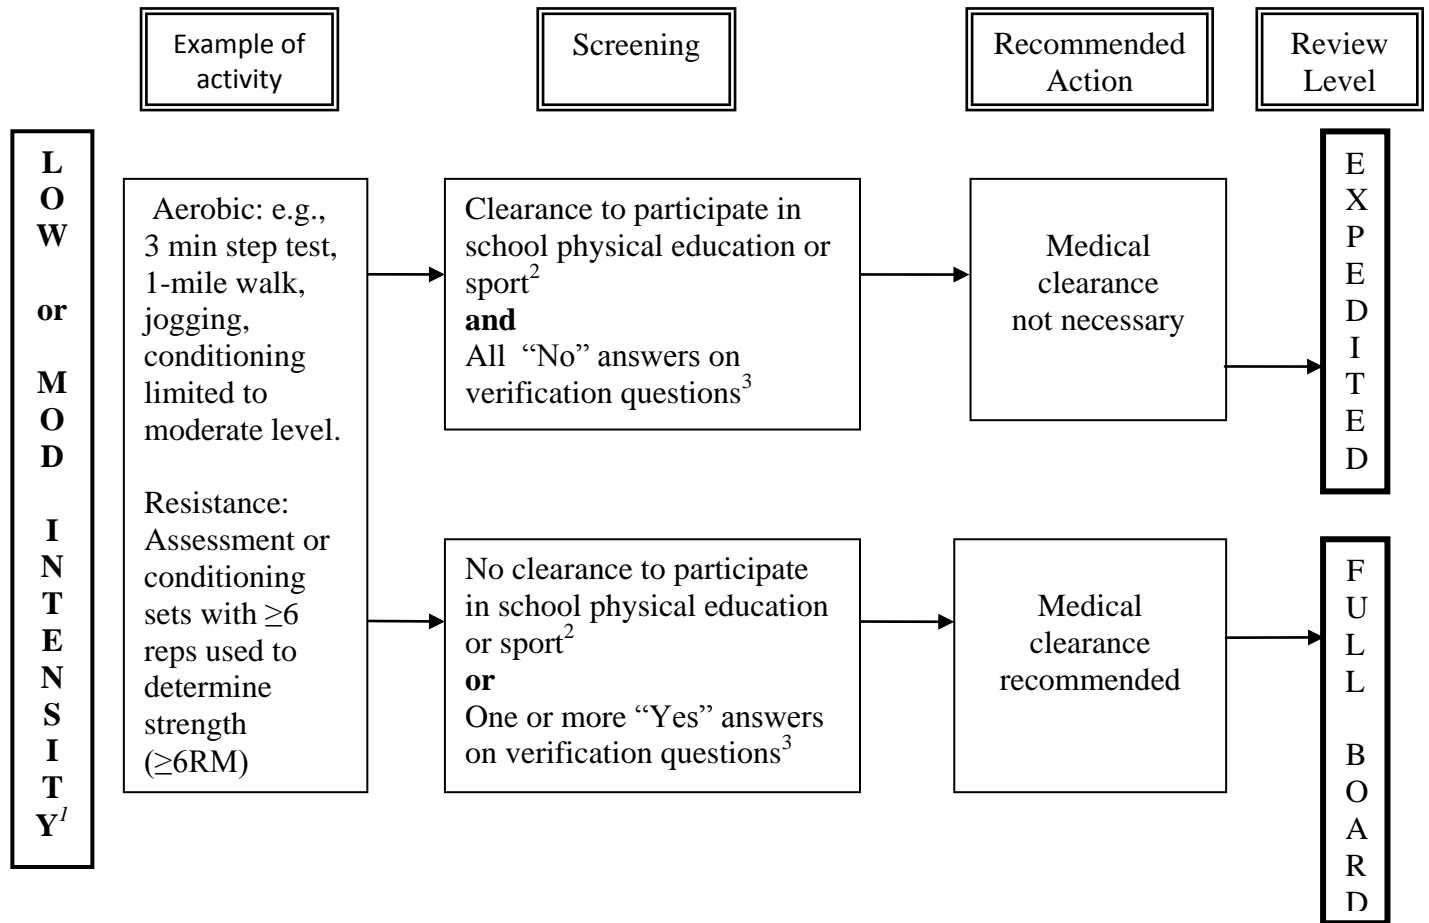 Example of
activity
Screening
Recommended
Action
Review
Level
L
O
W
or
M
O
D
I
N
T
E
N
S
I
T
Y¹
Aerobic: e.g.,
3 min step test,
1-mile walk,
jogging,
conditioning
limited to
moderate level.
Resistance:
Assessment or
conditioning
sets with ≥6
reps used to
determine
strength
(≥6RM)
Clearance to participate in
school physical education or
sport²
and
All “No” answers on
verification questions³
Medical
clearance
not necessary
E
X
P
E
D
I
T
E
D
No clearance to participate
in school physical education
or sport²
or
One or more “Yes” answers
on verification questions³
Medical
clearance
recommended
F
U
L
L
B
O
A
R
D